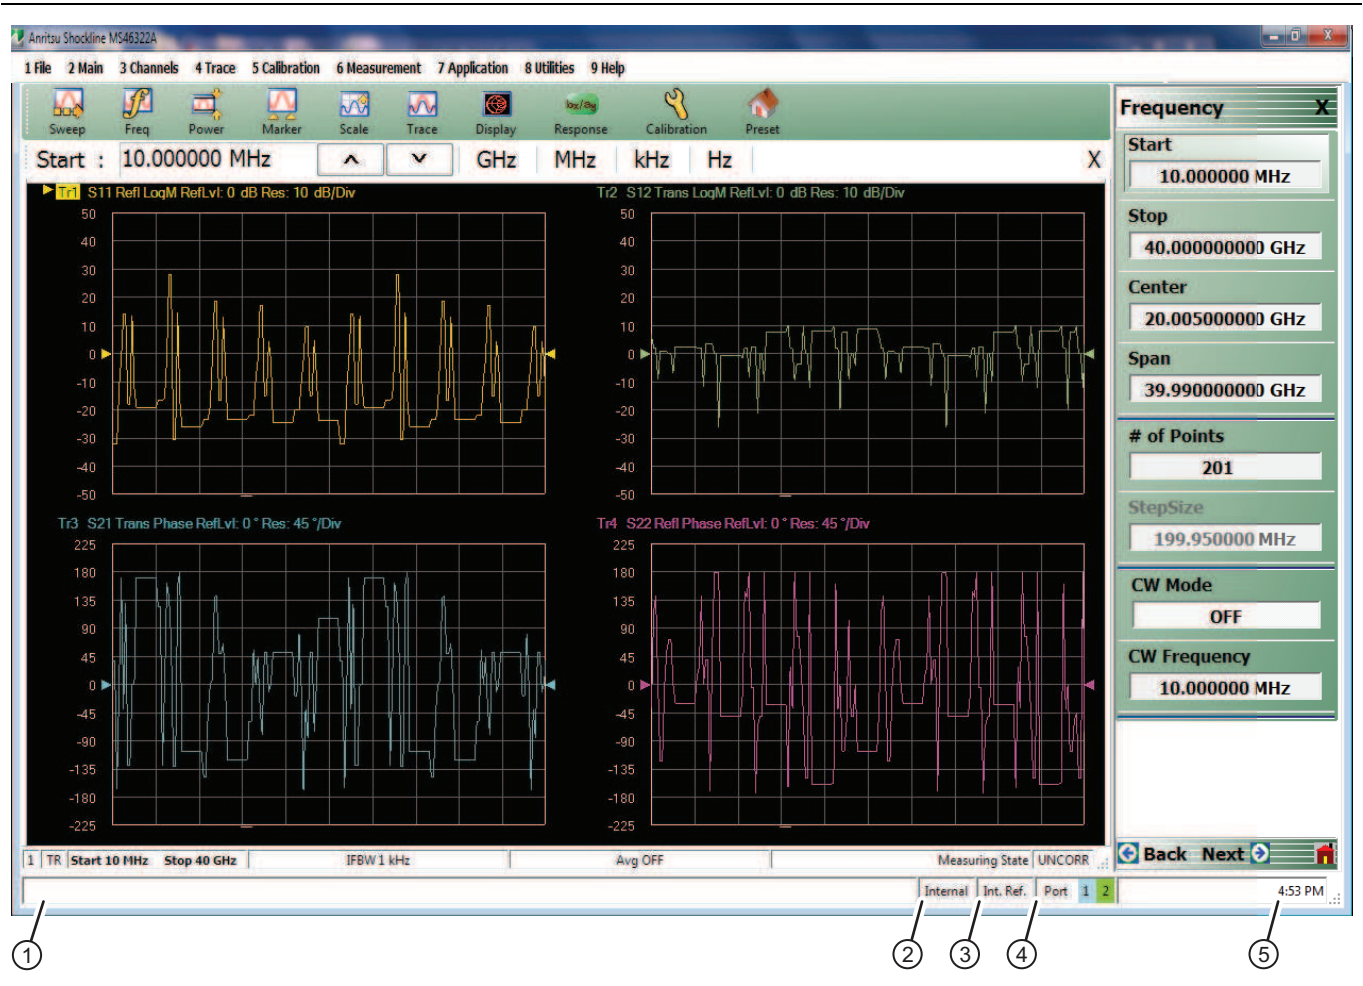 Anritsu Shockline MS46322A
1 File 2 Main 3 Channels 4 Trace 5 Calibration 6 Measurement 7 Application 8 Utilities 9 Help
Sweep Freq Power Marker Scale Trace Display Response Calibration Preset
Start : 10.000000 MHz GHz MHz kHz Hz X
Tr1 S11 Refl LogM RefLvl: 0 dB Res: 10 dB/Div
50
40
30
20
10
0
-10
-20
-30
-40
-50
Tr2 S12 Trans LogM RefLvl: 0 dB Res: 10 dB/Div
50
40
30
20
10
0
-10
-20
-30
-40
-50
Tr3 S21 Trans Phase RefLvl: 0 ° Res: 45 °/Div
225
180
135
90
45
0
-45
-90
-135
-180
-225
Tr4 S22 Refl Phase RefLvl: 0 ° Res: 45 °/Div
225
180
135
90
45
0
-45
-90
-135
-180
-225
1 TR Start 10 MHz Stop 40 GHz IFBW 1 kHz Avg OFF Measuring State UNCORR
Frequency X
Start
10.000000 MHz
Stop
40.000000000 GHz
Center
20.005000000 GHz
Span
39.990000000 GHz
# of Points
201
StepSize
199.950000 MHz
CW Mode
OFF
CW Frequency
10.000000 MHz
Back Next
Internal Int. Ref. Port 1 2 4:53 PM
1 2 3 4 5